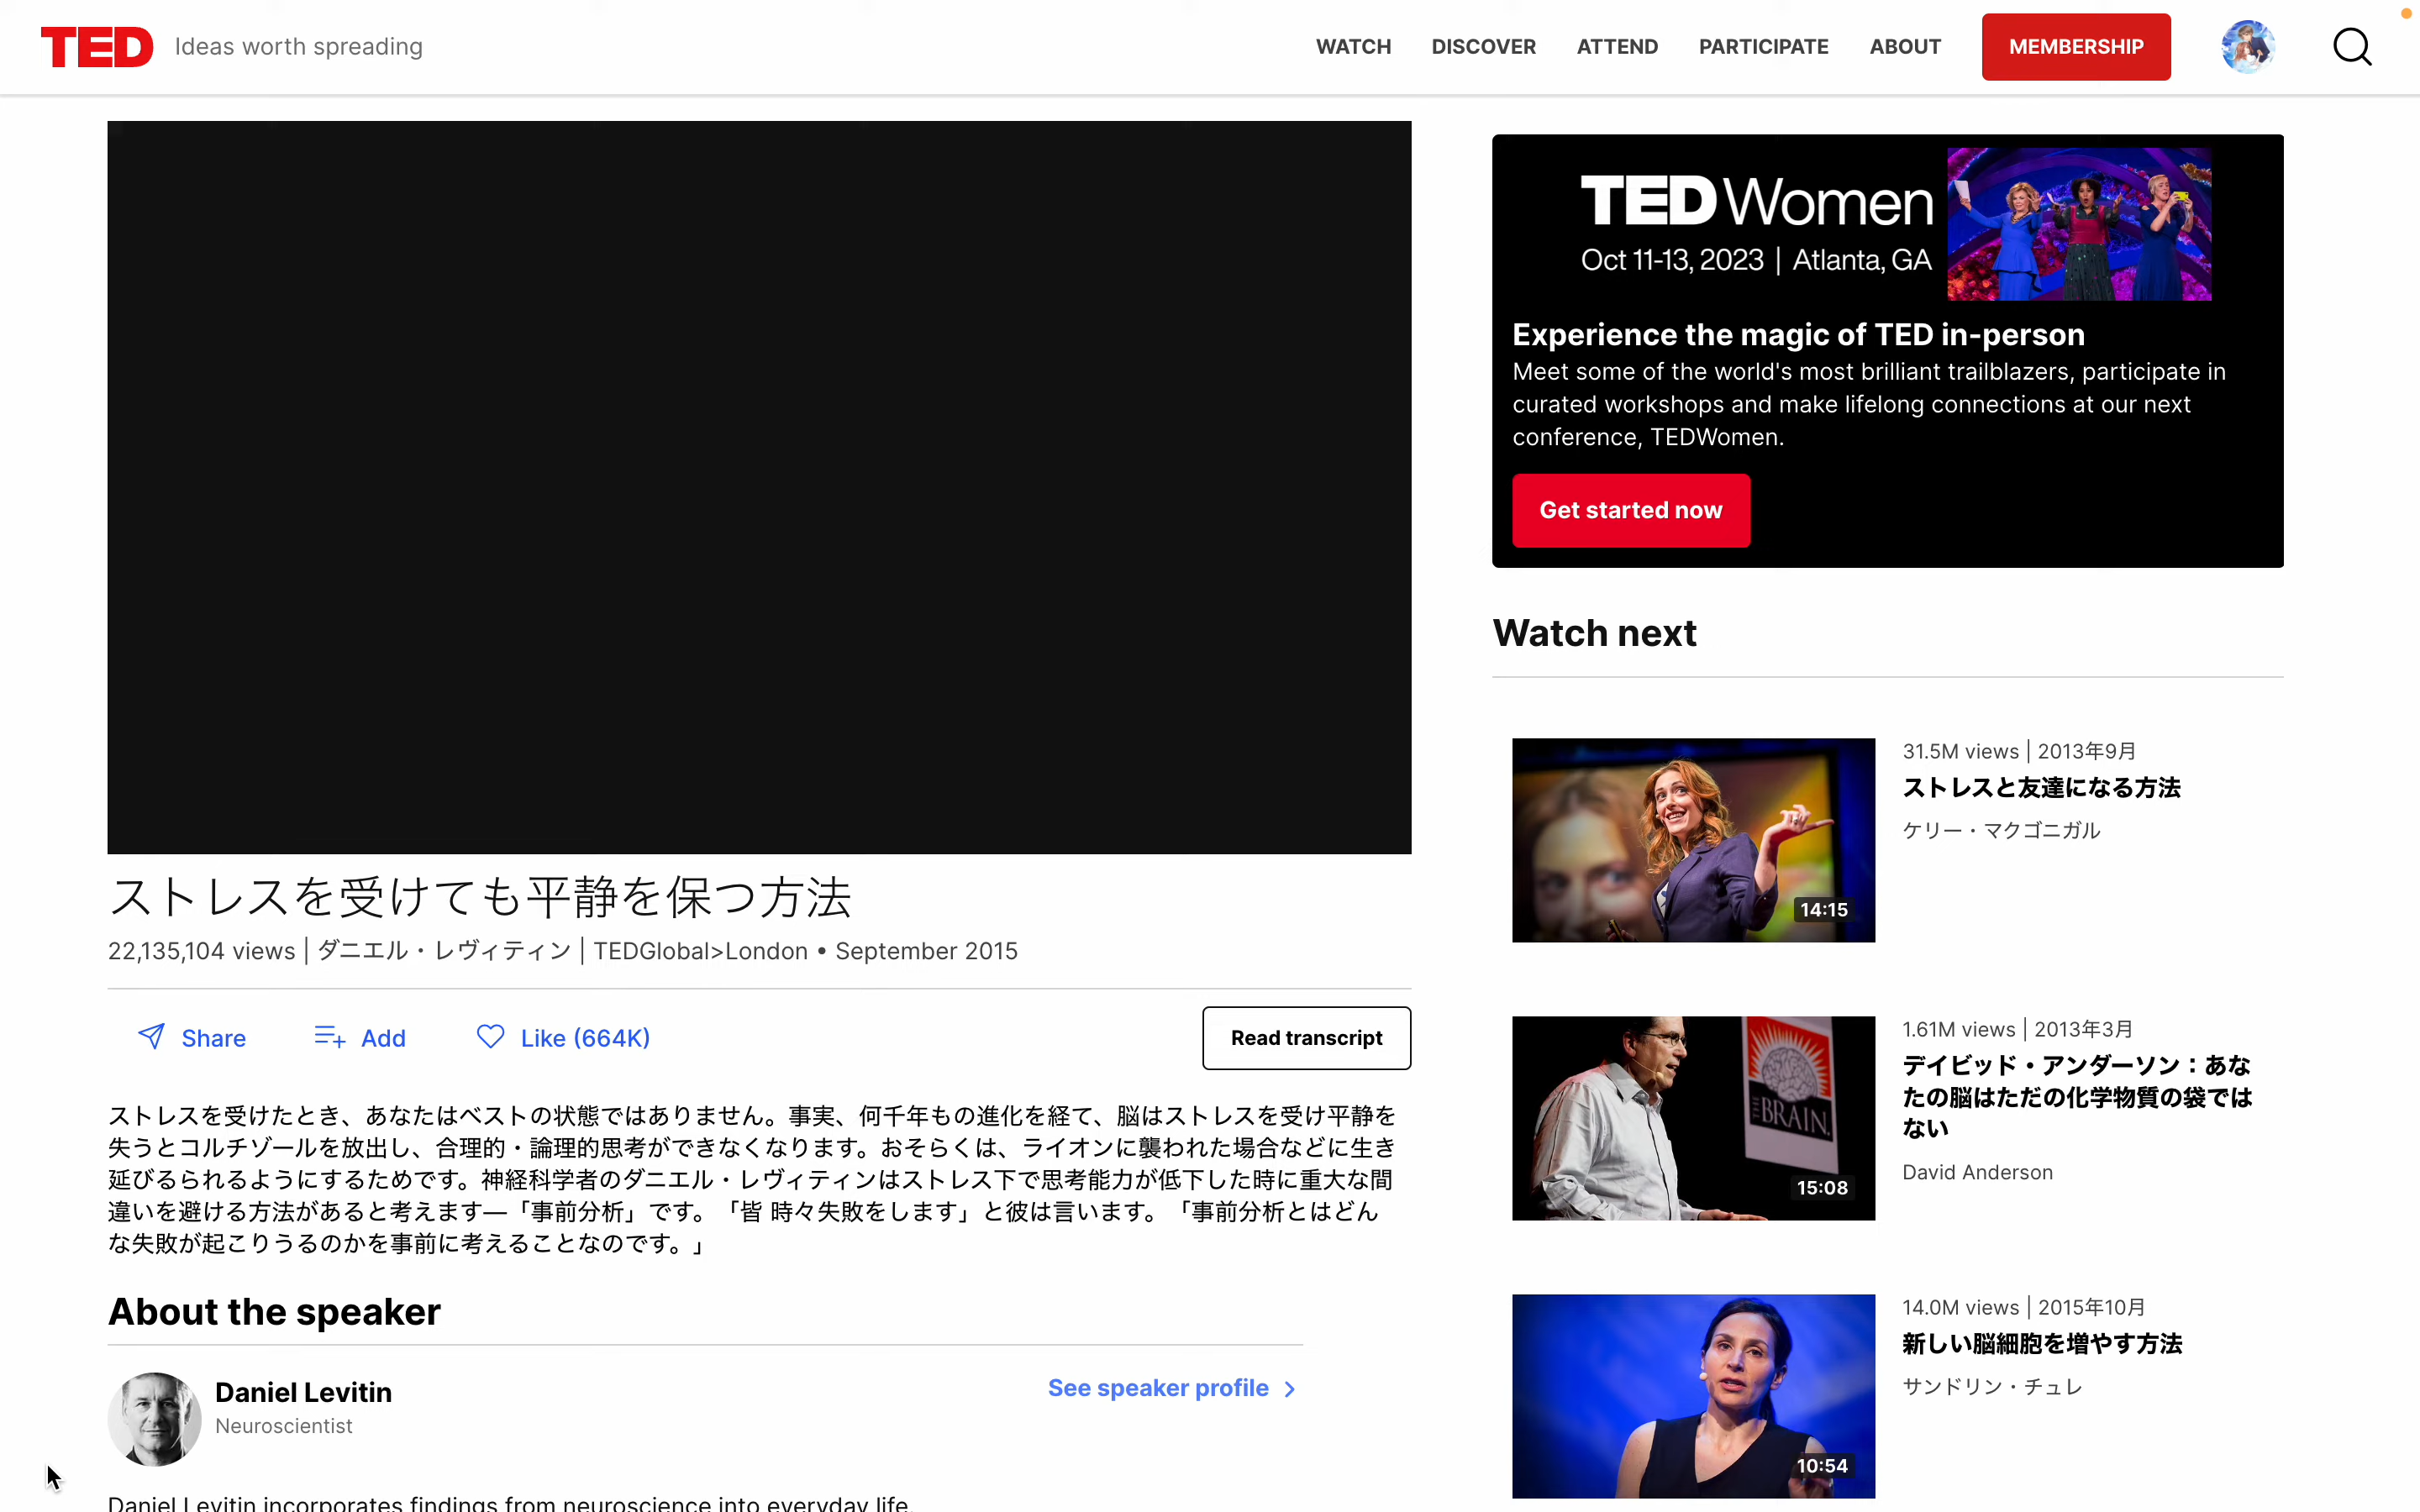 TED Ideas worth spreading
WATCH DISCOVER ATTEND PARTICIPATE ABOUT MEMBERSHIP
TEDWomen
Oct 11-13, 2023 | Atlanta, GA
Experience the magic of TED in-person
Meet some of the world's most brilliant trailblazers, participate in
curated workshops and make lifelong connections at our next
conference, TEDWomen.
Get started now
ストレスを受けても平静を保つ方法
22,135,104 views | ダニエル・レヴィティン | TEDGlobal>London • September 2015
Share Add Like (664K) Read transcript
ストレスを受けたとき、あなたはベストの状態ではありません。事実、何千年もの進化を経て、脳はストレスを受け平静を
失うとコルチゾールを放出し、合理的・論理的思考ができなくなります。おそらくは、ライオンに襲われた場合などに生き
延びるられるようにするためです。神経科学者のダニエル・レヴィティンはストレス下で思考能力が低下した時に重大な間
違いを避ける方法があると考えます—「事前分析」です。「皆 時々失敗をします」と彼は言います。「事前分析とはどん
な失敗が起こりうるのかを事前に考えることなのです。」
About the speaker
Daniel Levitin
Neuroscientist
See speaker profile
Daniel Levitin incorporates findings from neuroscience into everyday life.
Watch next
14:15
31.5M views | 2013年9月
ストレスと友達になる方法
ケリー・マクゴニガル
THE BRAIN.
15:08
1.61M views | 2013年3月
デイビッド・アンダーソン：あな
たの脳はただの化学物質の袋では
ない
David Anderson
10:54
14.0M views | 2015年10月
新しい脳細胞を増やす方法
サンドリン・チュレ